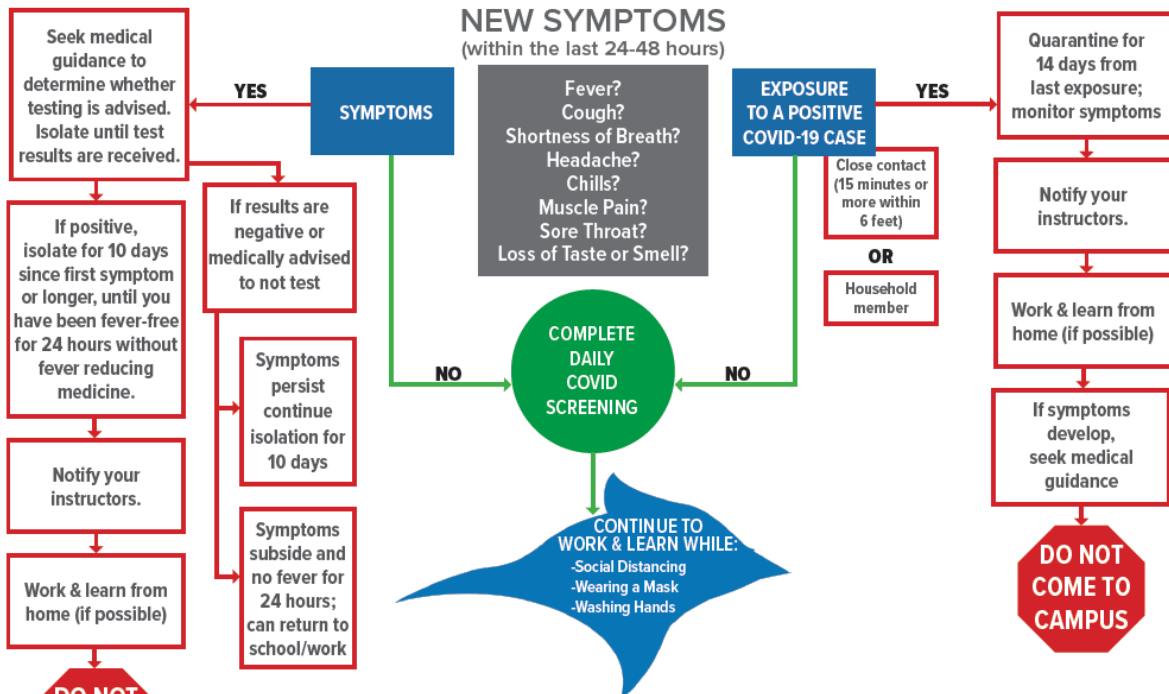 NEW SYMPTOMS
(within the last 24-48 hours)
Seek medical
guidance to
determine whether
testing is advised.
Isolate until test
results are received.
YES
SYMPTOMS
Fever?
Cough?
Shortness of Breath?
Headache?
Chills?
Muscle Pain?
Sore Throat?
Loss of Taste or Smell?
EXPOSURE
TO A POSITIVE
COVID-19 CASE
YES
Quarantine for
14 days from
last exposure;
monitor symptoms
If positive,
isolate for 10 days
since first symptom
or longer, until you
have been fever-free
for 24 hours without
fever reducing
medicine.
If results are
negative or
medically advised
to not test
Close contact
(15 minutes or
more within
6 feet)
OR
Household
member
Notify your
instructors.
Work & learn from
home (if possible)
Symptoms
persist
continue
isolation for
10 days
NO
COMPLETE
DAILY
COVID
SCREENING
NO
If symptoms
develop,
seek medical
guidance
Notify your
instructors.
Symptoms
subside and
no fever for
24 hours;
can return to
school/work
CONTINUE TO
WORK & LEARN WHILE:
-Social Distancing
-Wearing a Mask
-Washing Hands
DO NOT
COME TO
CAMPUS
Work & learn from
home (if possible)
DO NOT